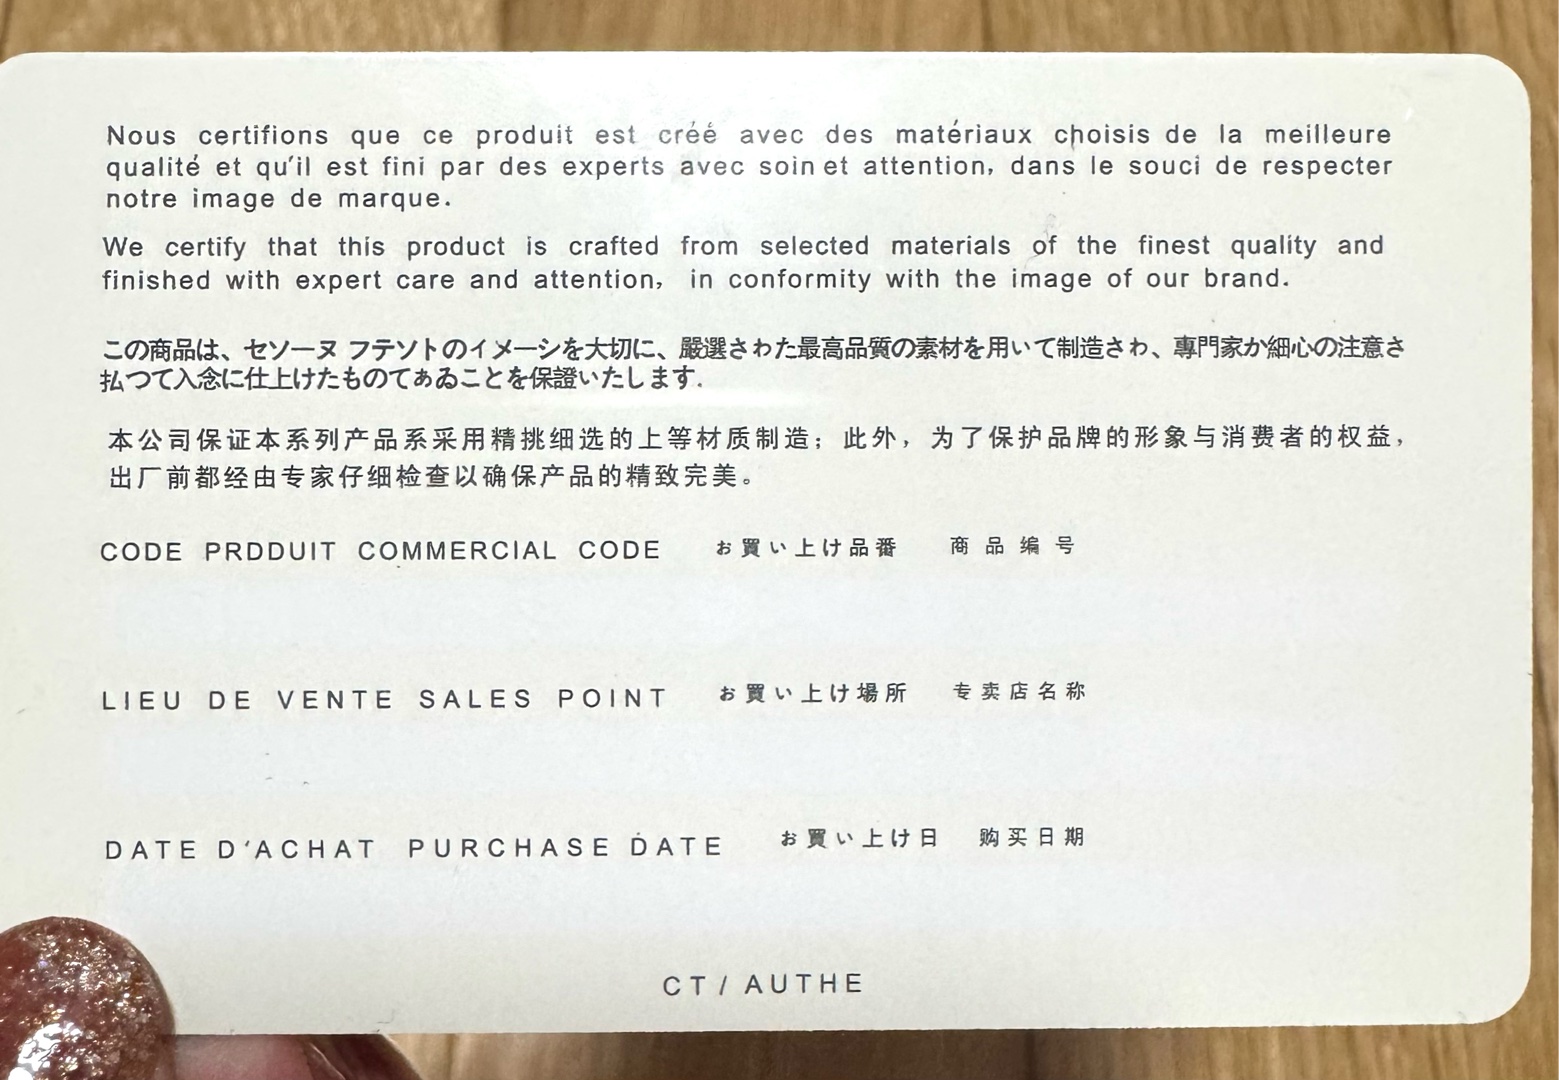 Nous certifions que ce produit est créé avec des matériaux choisis de la meilleure
qualité et qu'il est fini par des experts avec soin et attention, dans le souci de respecter
notre image de marque.
We certify that this product is crafted from selected materials of the finest quality and
finished with expert care and attention, in conformity with the image of our brand.
この商品は、セソーヌ フテソトのイメーシを大切に、嚴選さわた最高品質の素材を用いて制造さわ、專門家か細心の注意さ
払つて入念に仕上けたものてぁゐことを保證いたします.
本公司保证本系列产品系采用精挑细选的上等材质制造；此外，为了保护品牌的形象与消费者的权益，
出厂前都经由专家仔细检查以确保产品的精致完美。
CODE PRDDUIT COMMERCIAL CODE お買い上け品番 商品编号
LIEU DE VENTE SALES POINT お買い上け場所 专卖店名称
DATE D'ACHAT PURCHASE DATE お買い上け日 购买日期
CT/AUTHE